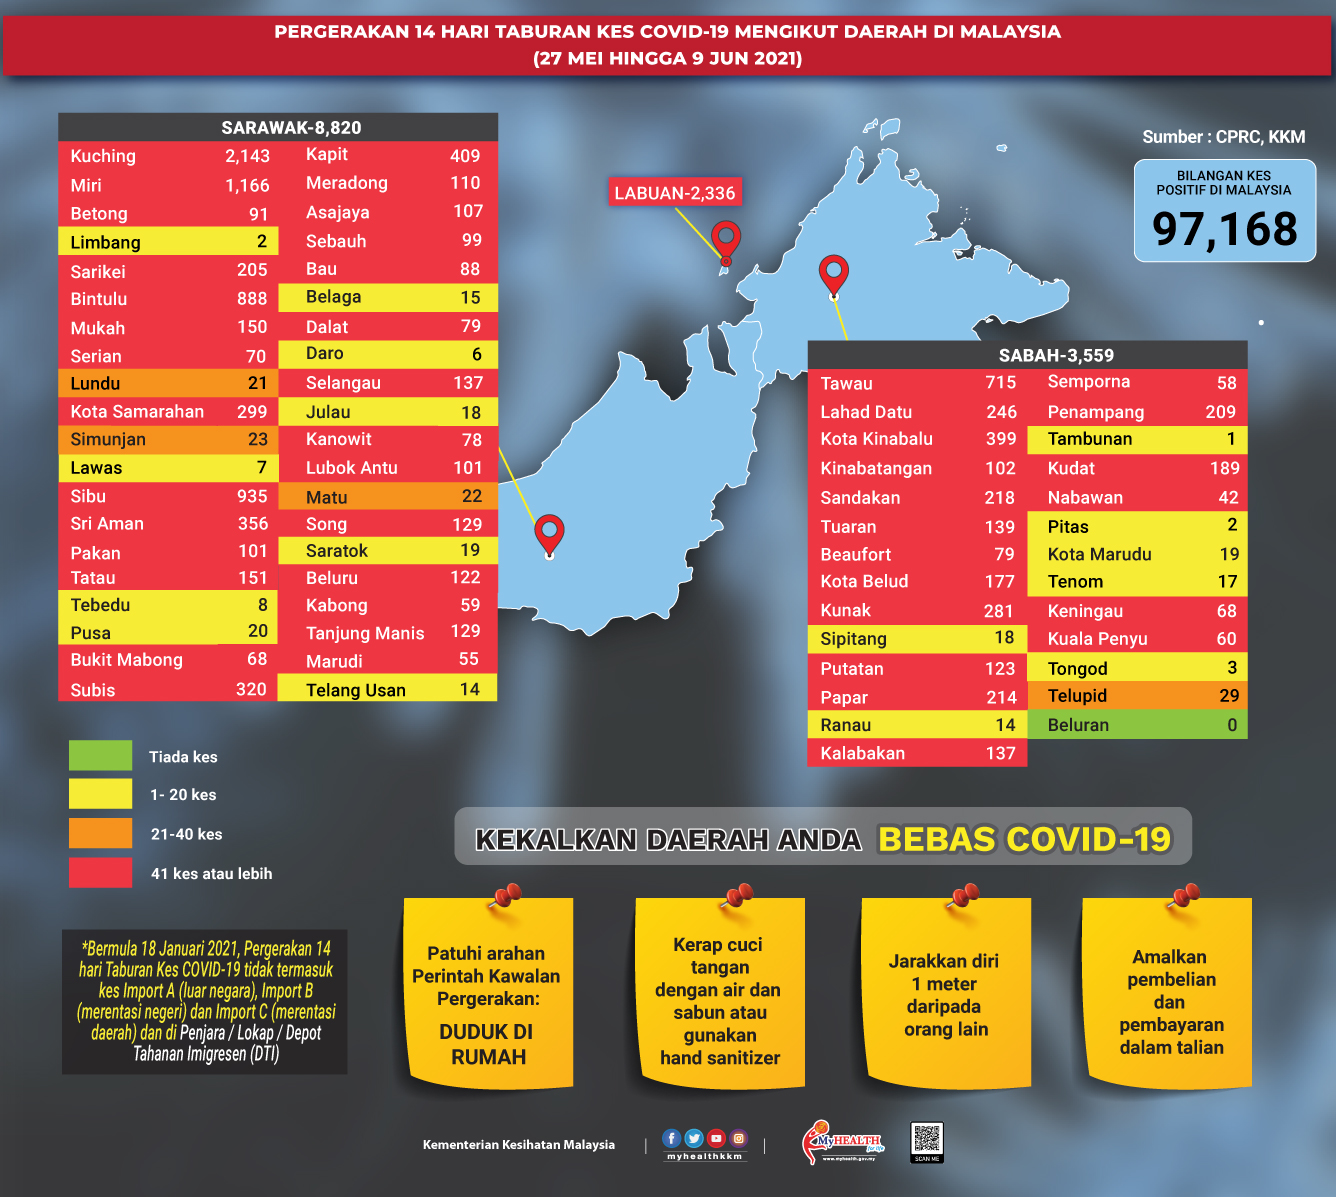 PERGERAKAN 14 HARI TABURAN KES COVID-19 MENGIKUT DAERAH DI MALAYSIA
(27 MEI HINGGA 9 JUN 2021)
SARAWAK-8,820
Kuching 2,143
Miri 1,166
Betong 91
Limbang 2
Sarikei 205
Bintulu 888
Mukah 150
Serian 70
Lundu 21
Kota Samarahan 299
Simunjan 23
Lawas 7
Sibu 935
Sri Aman 356
Pakan 101
Tatau 151
Tebedu 8
Pusa 20
Bukit Mabong 68
Subis 320
Kapit 409
Meradong 110
Asajaya 107
Sebauh 99
Bau 88
Belaga 15
Dalat 79
Daro 6
Selangau 137
Julau 18
Kanowit 78
Lubok Antu 101
Matu 22
Song 129
Saratok 19
Beluru 122
Kabong 59
Tanjung Manis 129
Marudi 55
Telang Usan 14
LABUAN-2,336
Sumber : CPRC, KKM
BILANGAN KES
POSITIF DI MALAYSIA
97,168
SABAH-3,559
Tawau 715
Lahad Datu 246
Kota Kinabalu 399
Kinabatangan 102
Sandakan 218
Tuaran 139
Beaufort 79
Kota Belud 177
Kunak 281
Sipitang 18
Putatan 123
Papar 214
Ranau 14
Kalabakan 137
Semporna 58
Penampang 209
Tambunan 1
Kudat 189
Nabawan 42
Pitas 2
Kota Marudu 19
Tenom 17
Keningau 68
Kuala Penyu 60
Tongod 3
Telupid 29
Beluran 0
Tiada kes
1- 20 kes
21-40 kes
41 kes atau lebih
*Bermula 18 Januari 2021, Pergerakan 14
hari Taburan Kes COVID-19 tidak termasuk
kes Import A (luar negara), Import B
(merentasi negeri) dan Import C (merentasi
daerah) dan di Penjara / Lokap / Depot
Tahanan Imigresen (DTI)
KEKALKAN DAERAH ANDA BEBAS COVID-19
Patuhi arahan
Perintah Kawalan
Pergerakan:
DUDUK DI
RUMAH
Kerap cuci
tangan
dengan air dan
sabun atau
gunakan
hand sanitizer
Jarakkan diri
1 meter
daripada
orang lain
Amalkan
pembelian
dan
pembayaran
dalam talian
Kementerian Kesihatan Malaysia
myhealthkkm
MyHEALTH
for life
www.myhealth.gov.my
SCAN ME